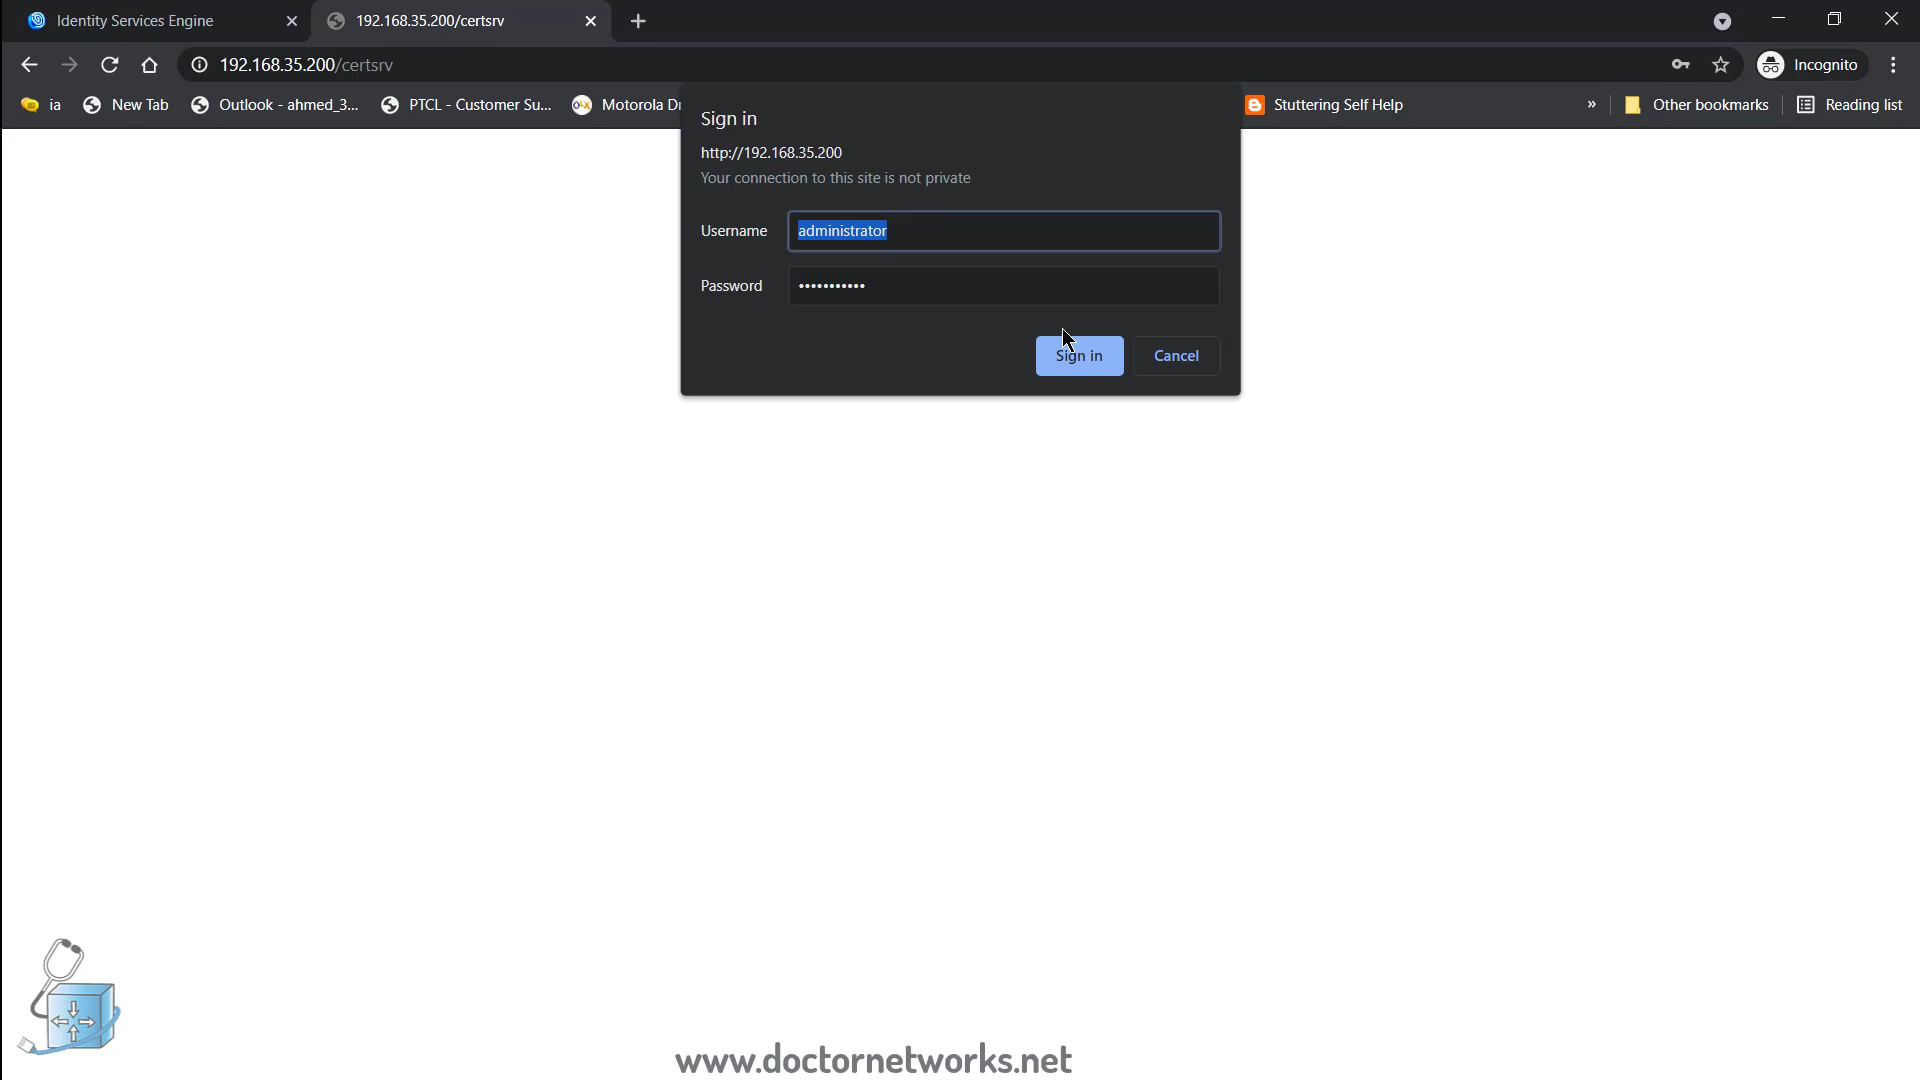 Identity Services Engine
192.168.35.200/certsrv
192.168.35.200/certsrv
Incognito
ia
New Tab
Outlook - ahmed_3...
PTCL - Customer Su...
OLX
Motorola Dr
Stuttering Self Help
»
Other bookmarks
Reading list
Sign in
http://192.168.35.200
Your connection to this site is not private
Username
administrator
Password
•••••••••••
Sign in
Cancel
www.doctornetworks.net